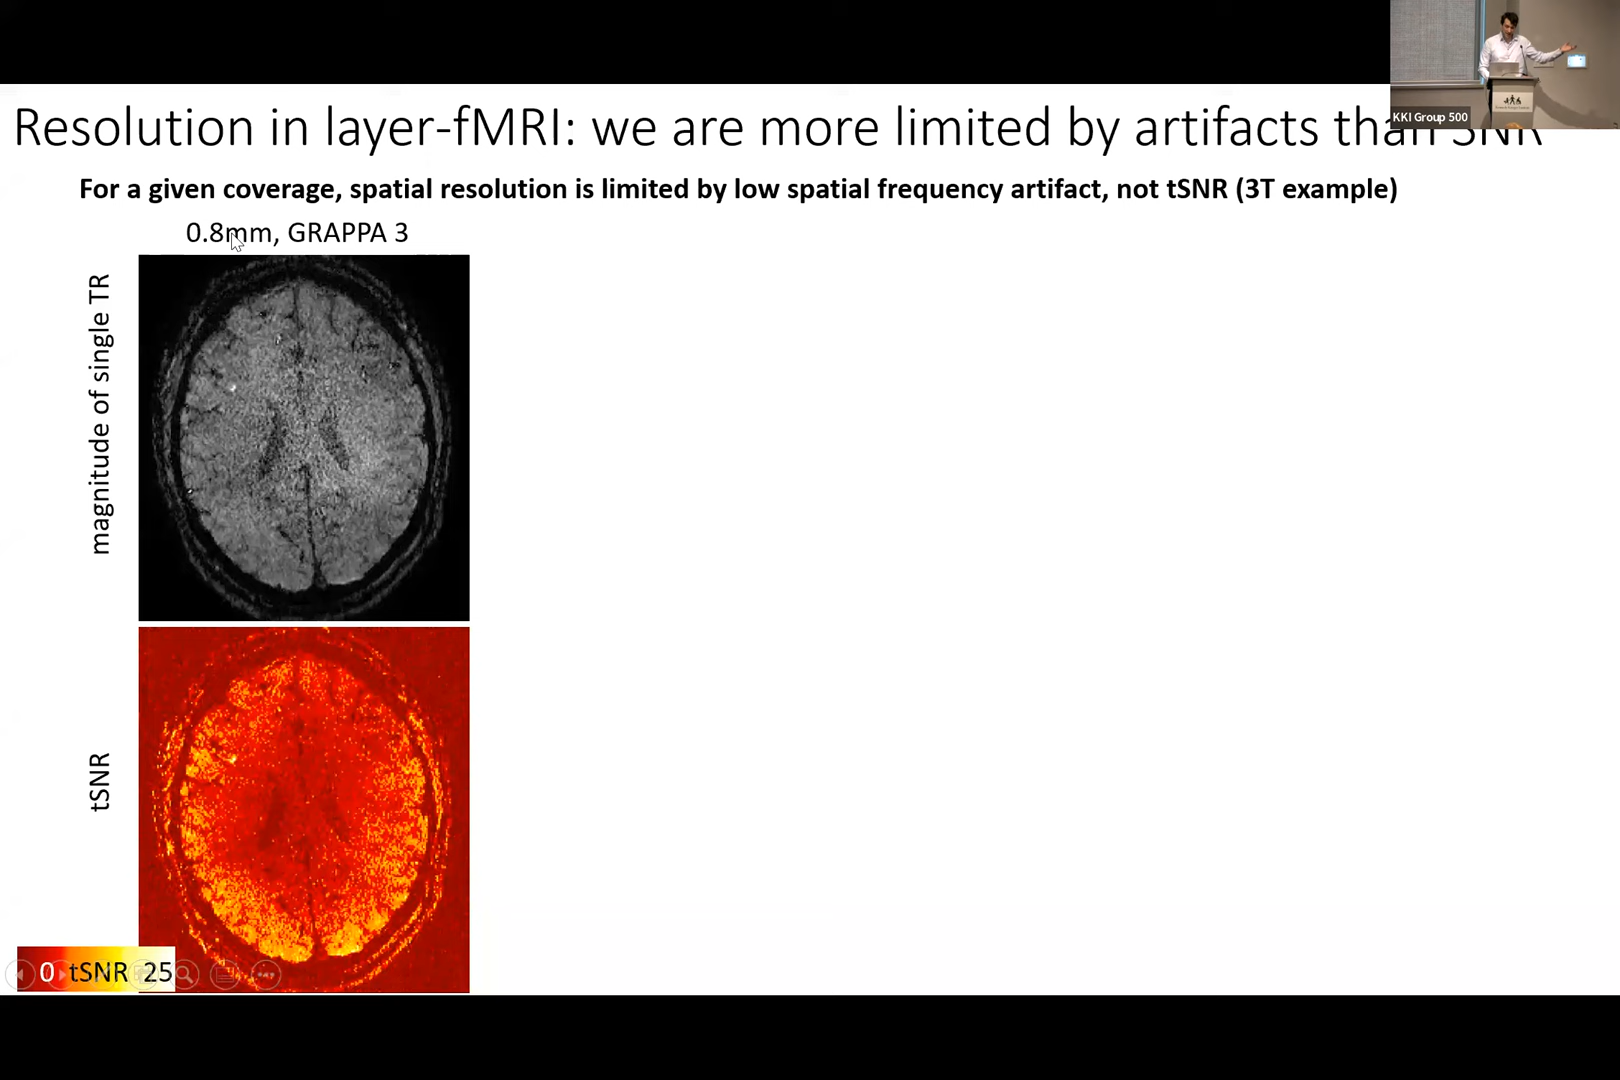 Resolution in layer-fMRI: we are more limited by artifacts than SNR
KKI Group 500
For a given coverage, spatial resolution is limited by low spatial frequency artifact, not tSNR (3T example)
0.8mm, GRAPPA 3
magnitude of single TR
tSNR
0 tSNR 25